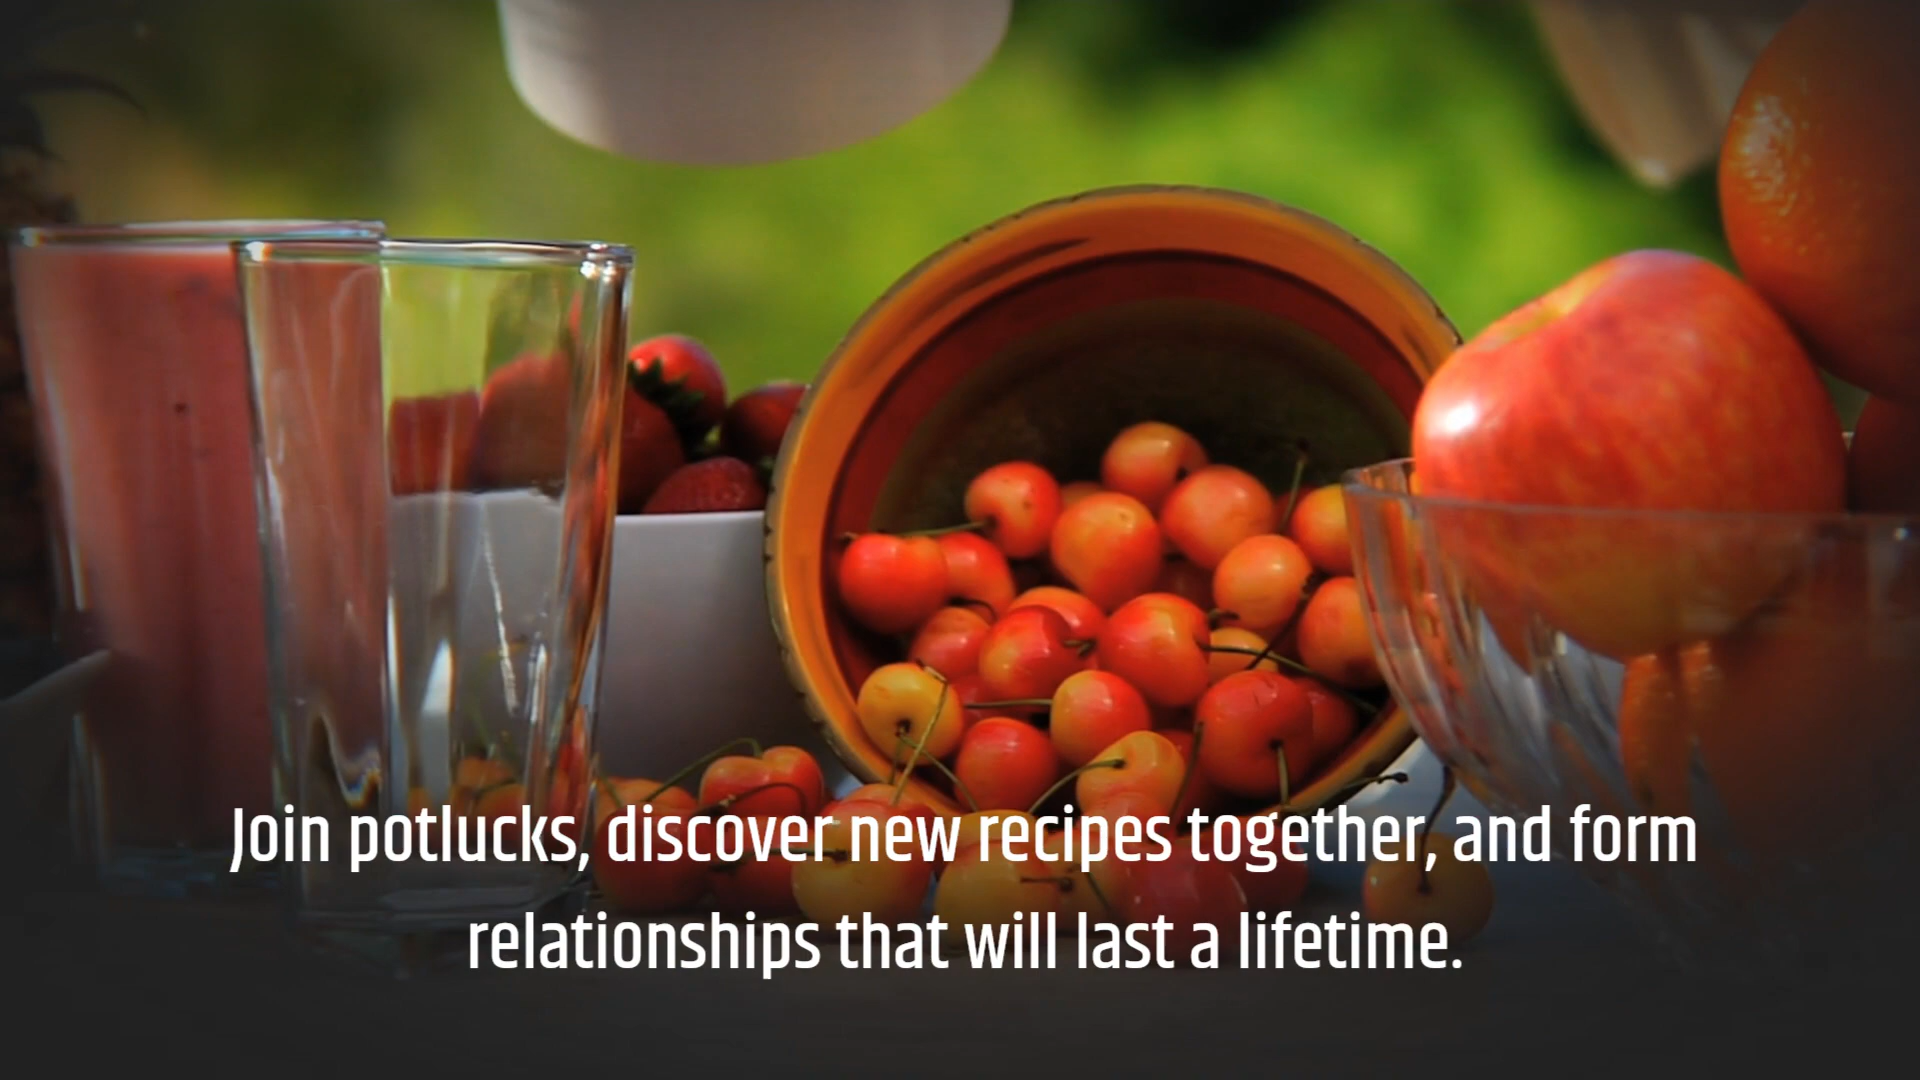 Join potlucks, discover new recipes together, and form
relationships that will last a lifetime.